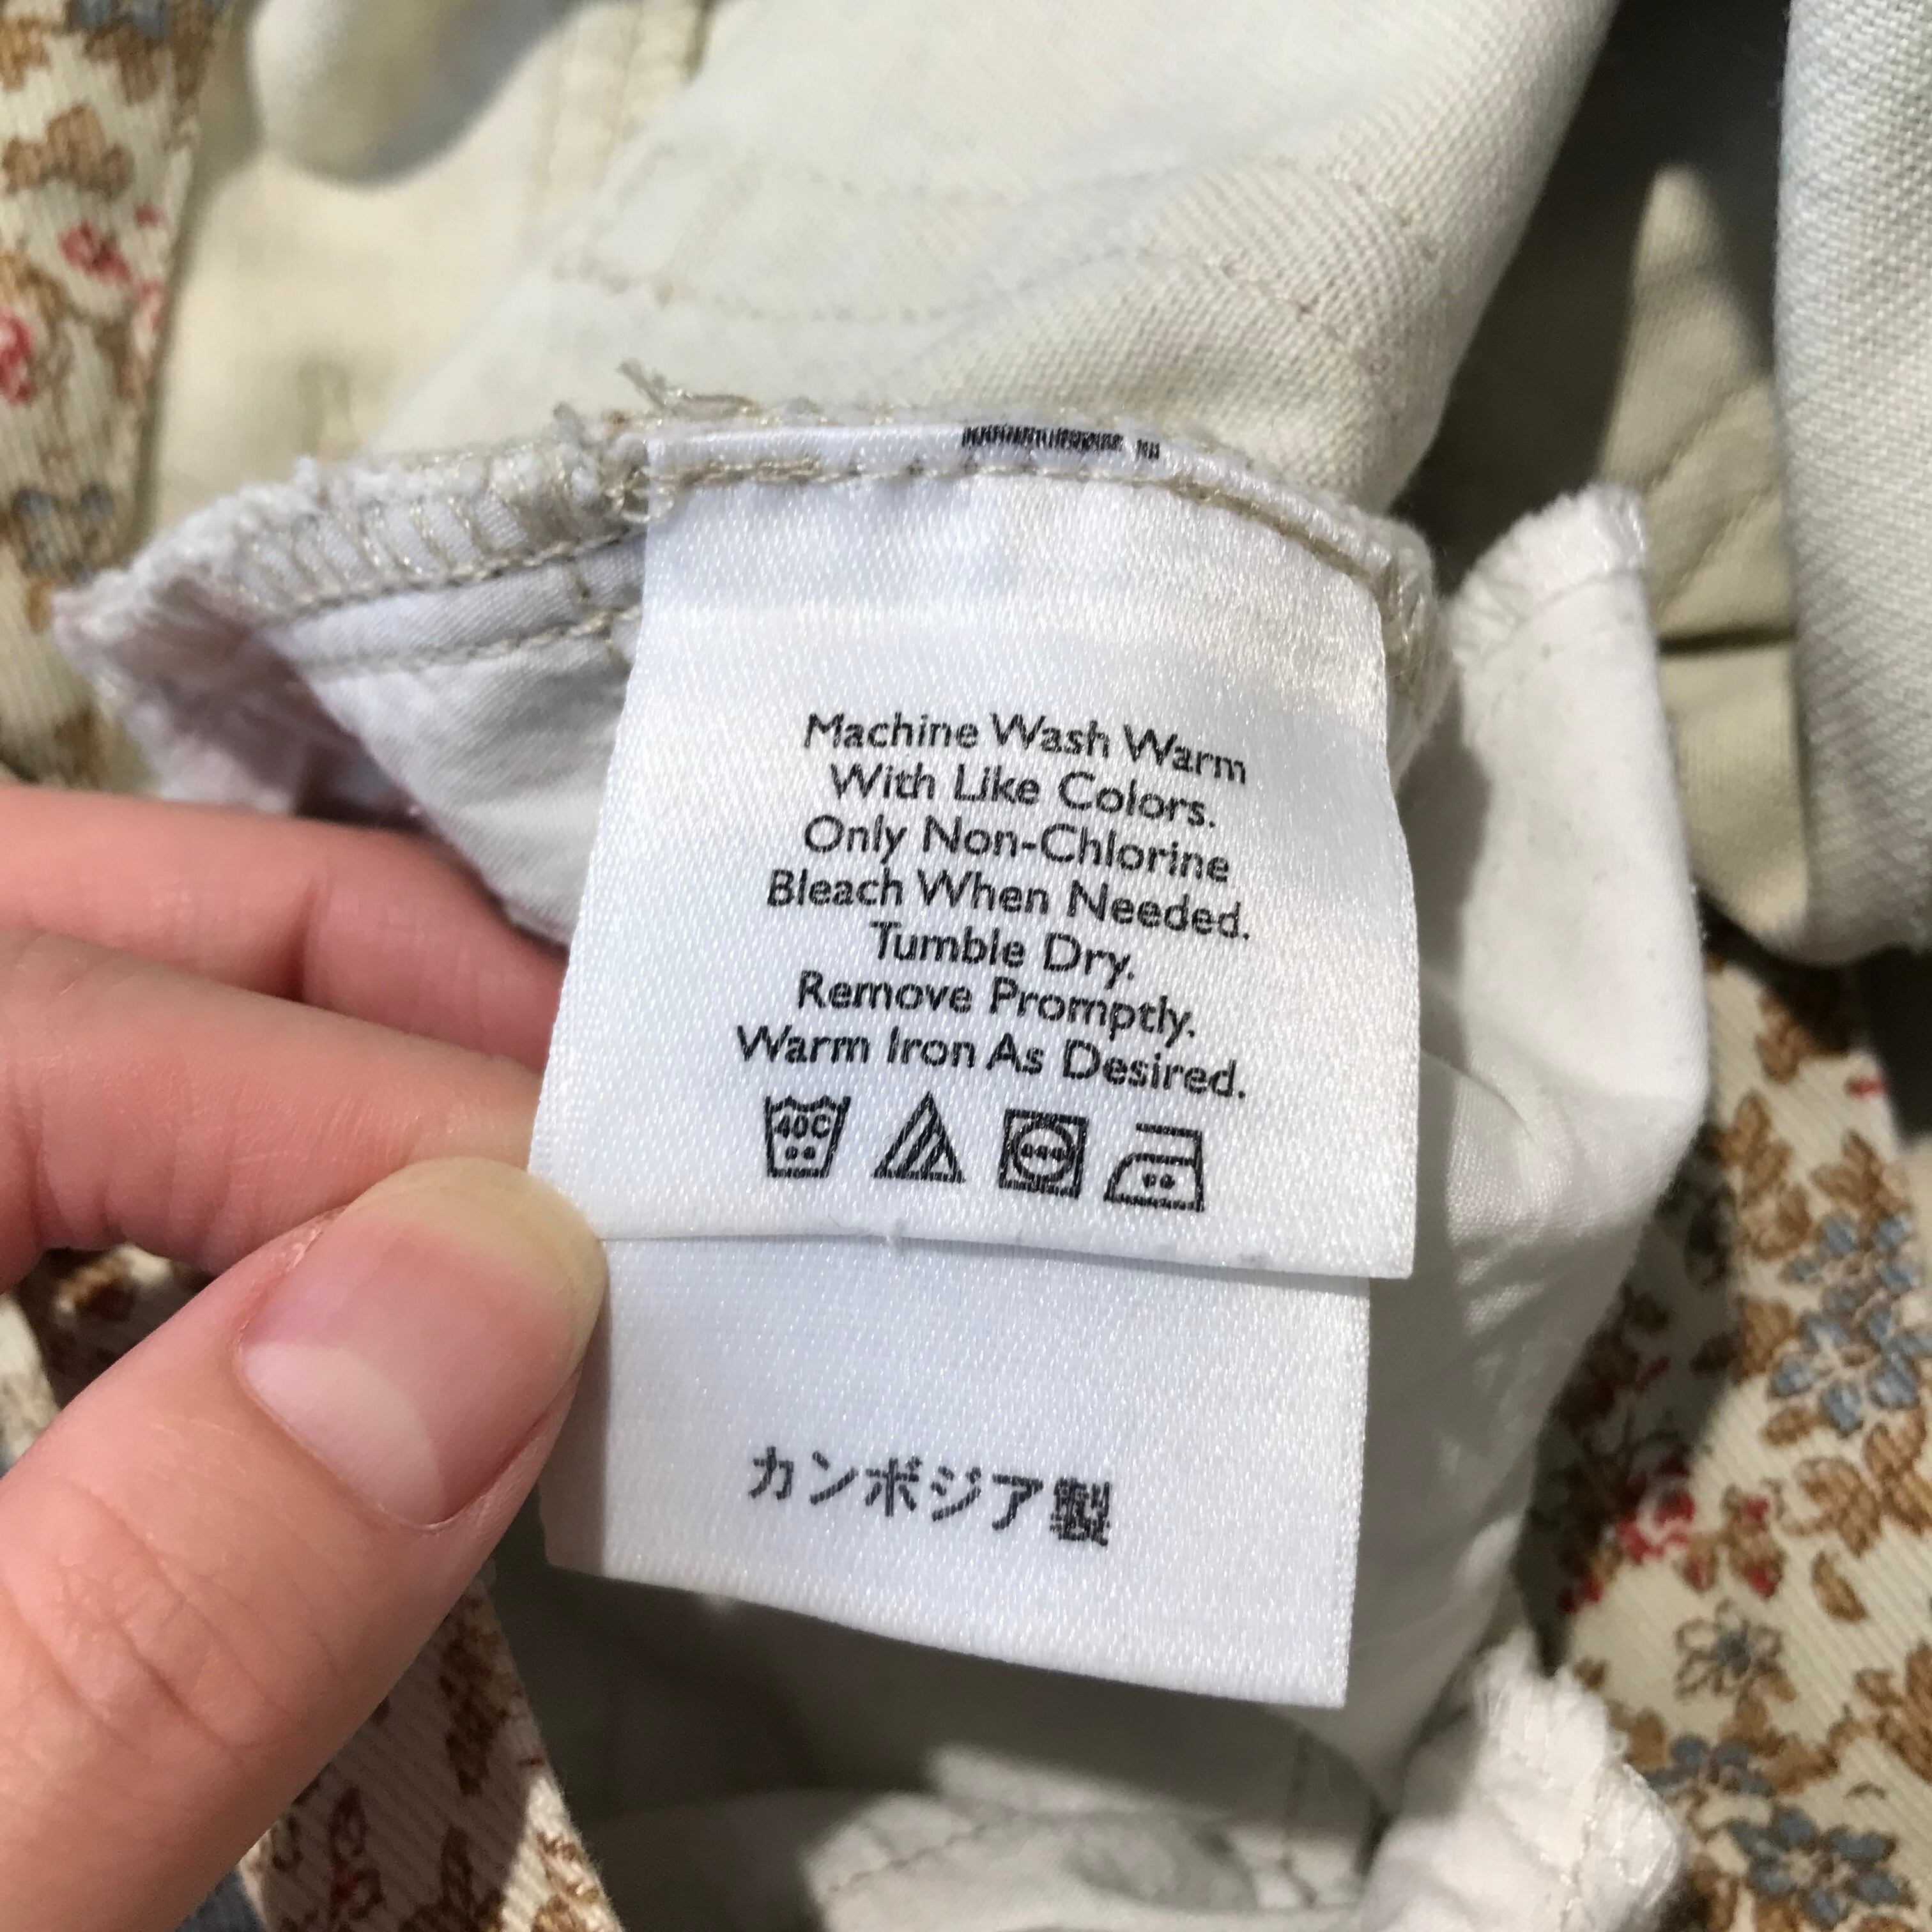 Machine Wash Warm
With Like Colors.
Only Non-Chlorine
Bleach When Needed.
Tumble Dry.
Remove Promptly.
Warm Iron As Desired.
40C
カンボジア製